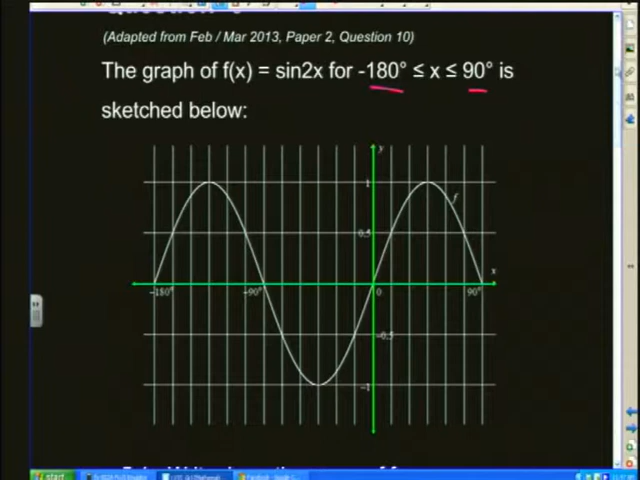 (Adapted from Feb / Mar 2013, Paper 2, Question 10)
The graph of f(x) = sin2x for -180° ≤ x ≤ 90° is
sketched below:
y
1
f
0.5
x
-180°
-90°
0
90°
-0.5
-1
start